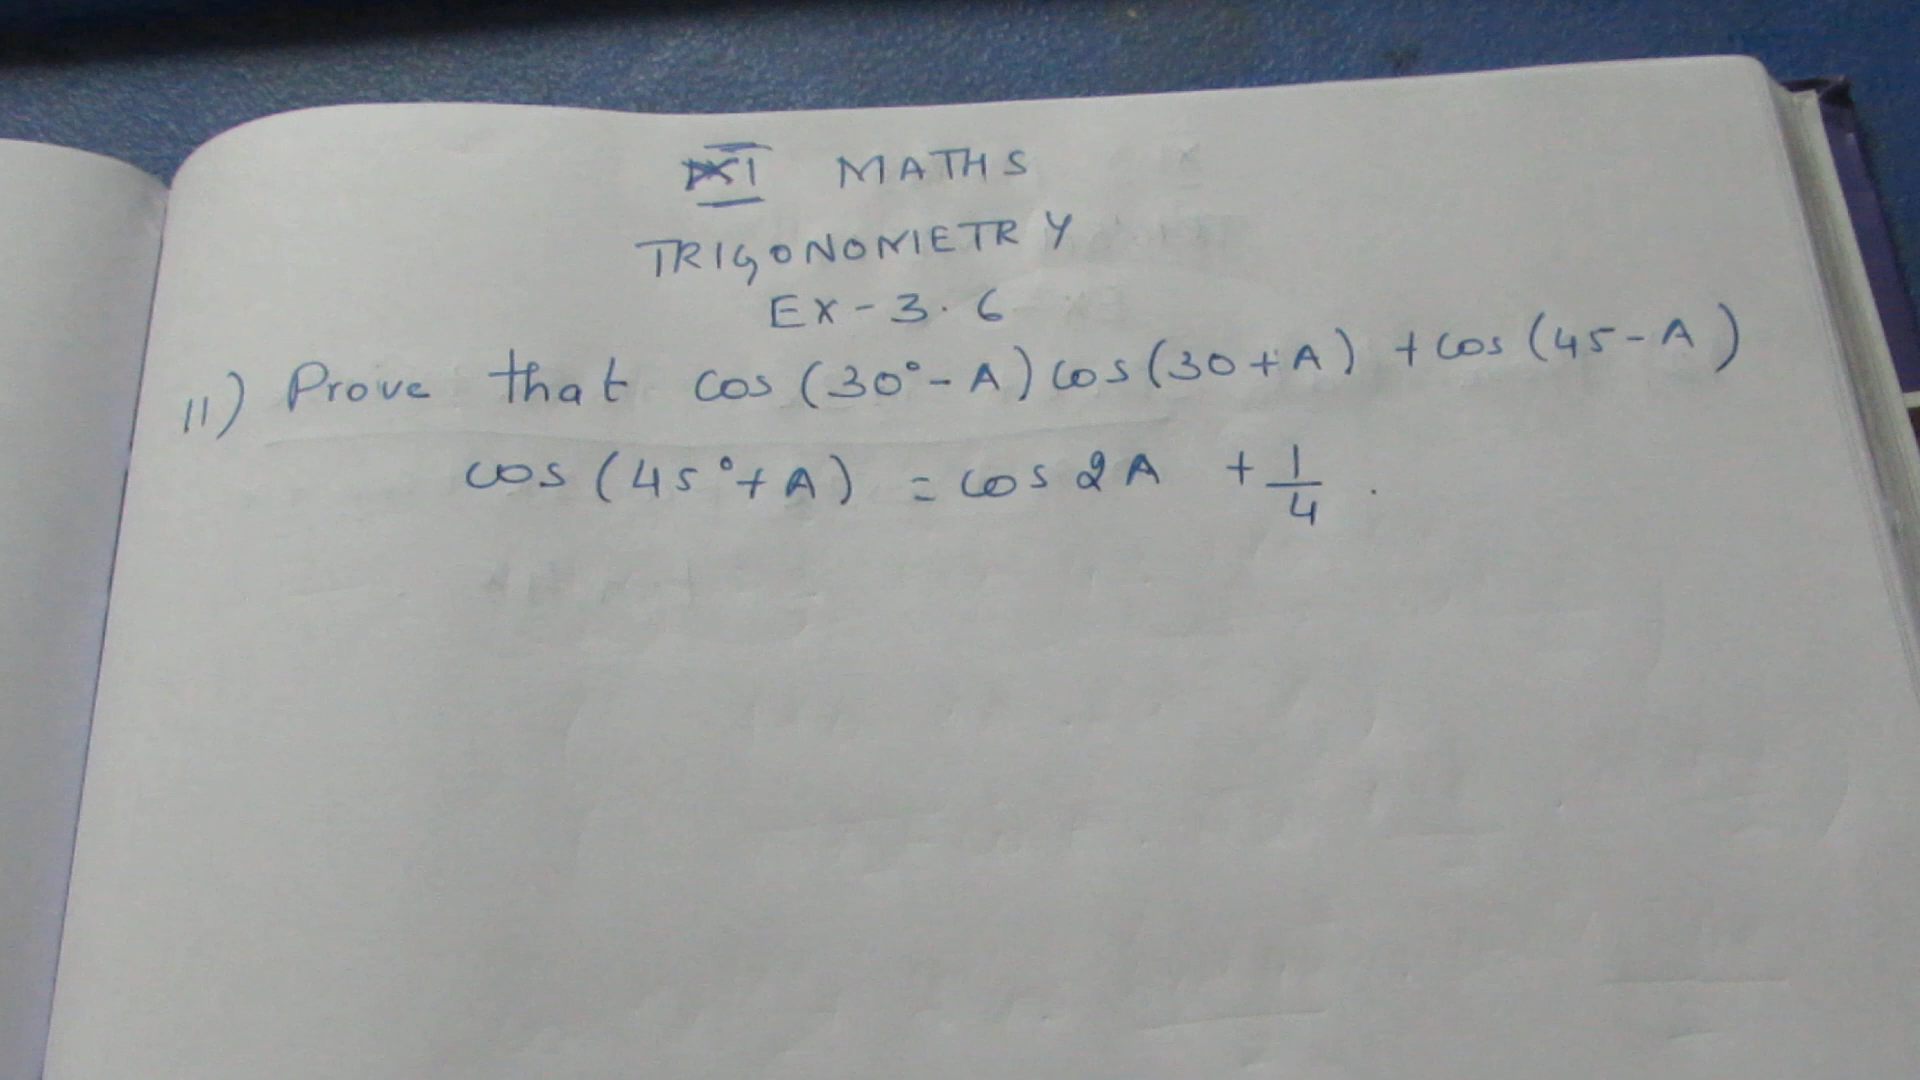 XI MATHS
TRIGONOMETRY
EX-3.6
11) Prove that cos (30°-A) cos (30+A) + cos (45-A)
cos (45°+A) = cos 2A + 1/4.